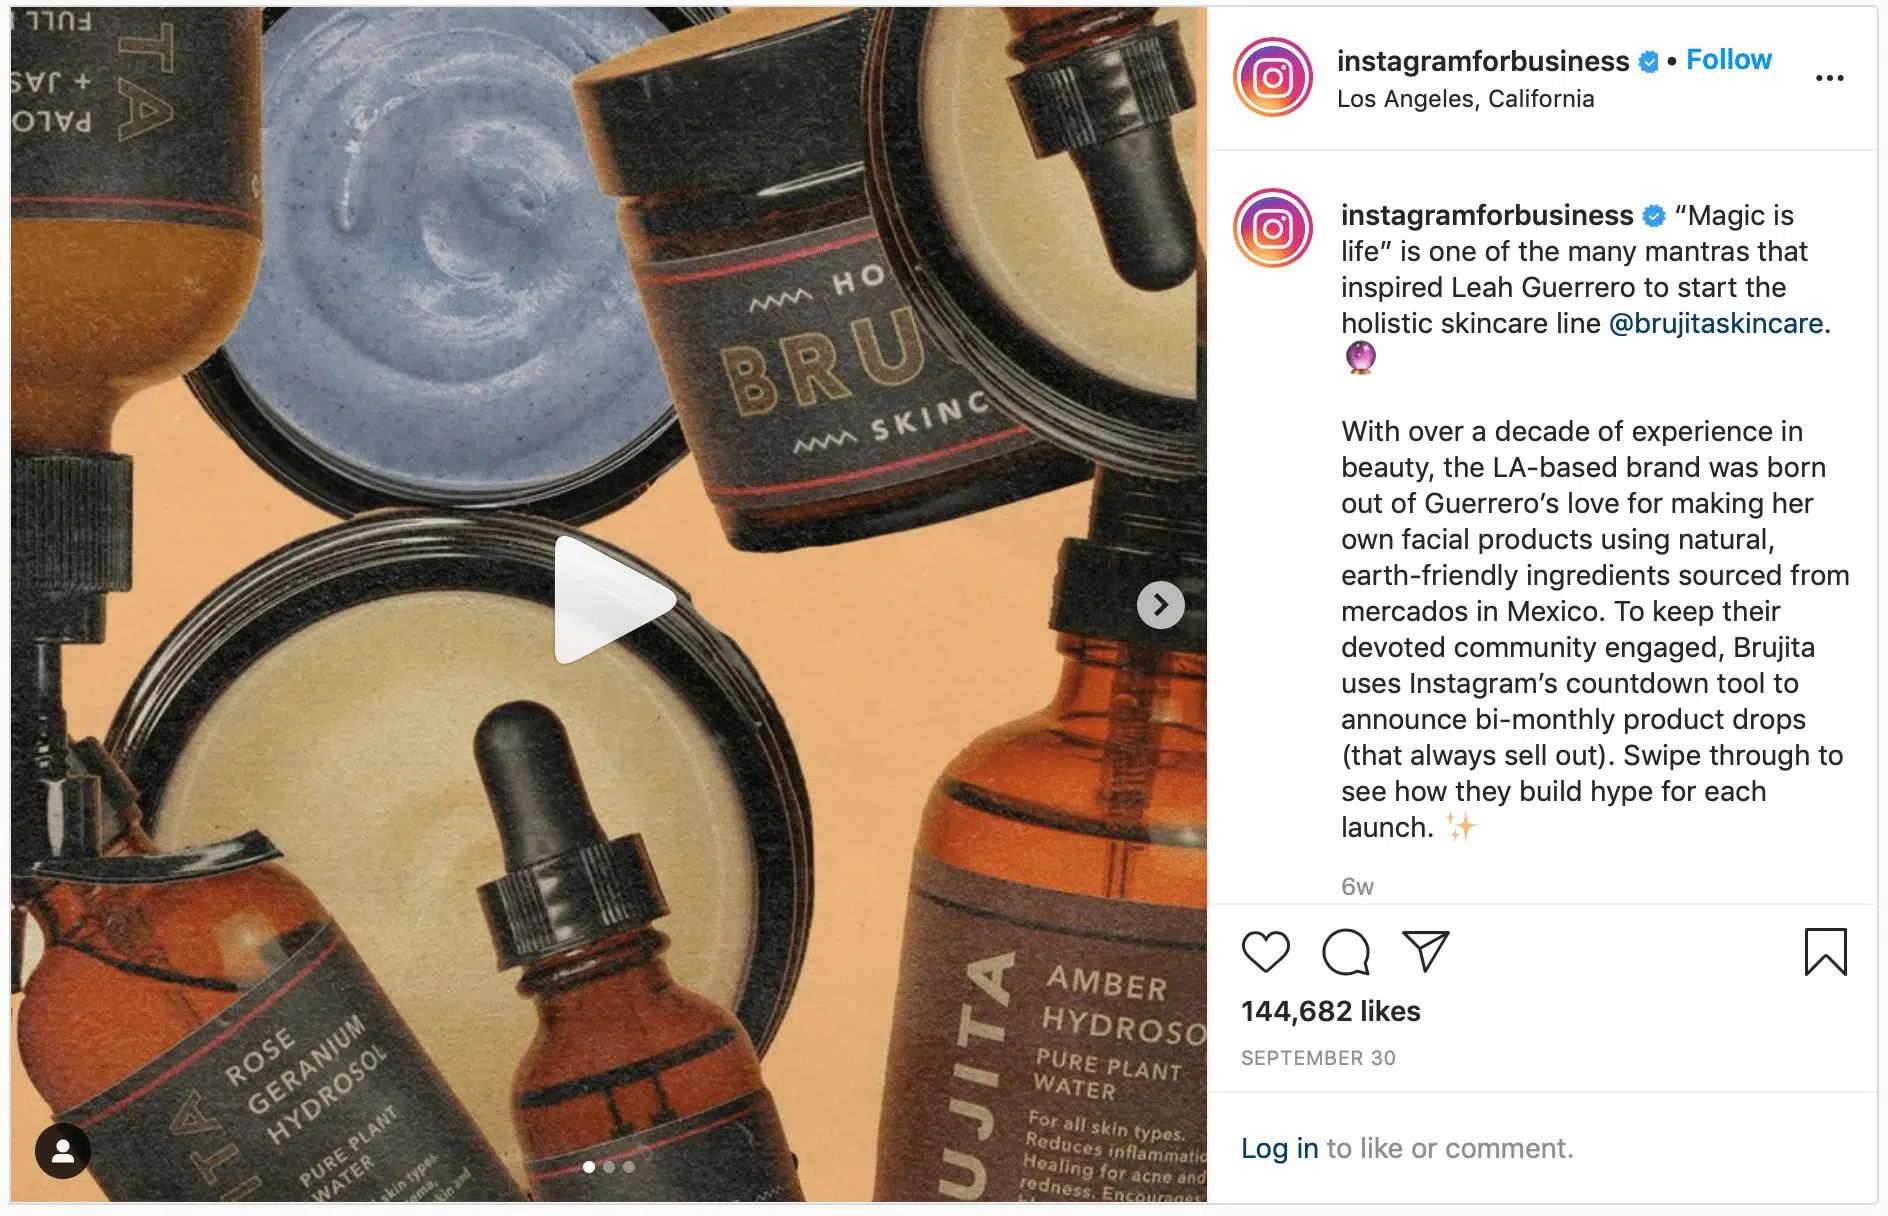 FULL
+ JAS
PALO
TA
HO
BRU
SKINC
ROSE
GERANIUM
HYDROSOL
PURE PLANT
WATER
skin types.
skin and
ITA
AMBER
HYDROSO
PURE PLANT
WATER
For all skin types.
Reduces inflammatio
Healing for acne and
redness. Encourages
UJITA
instagramforbusiness • Follow
Los Angeles, California
instagramforbusiness “Magic is
life” is one of the many mantras that
inspired Leah Guerrero to start the
holistic skincare line @brujitaskincare.
🔮
With over a decade of experience in
beauty, the LA-based brand was born
out of Guerrero’s love for making her
own facial products using natural,
earth-friendly ingredients sourced from
mercados in Mexico. To keep their
devoted community engaged, Brujita
uses Instagram’s countdown tool to
announce bi-monthly product drops
(that always sell out). Swipe through to
see how they build hype for each
launch. ✨
6w
144,682 likes
SEPTEMBER 30
Log in to like or comment.